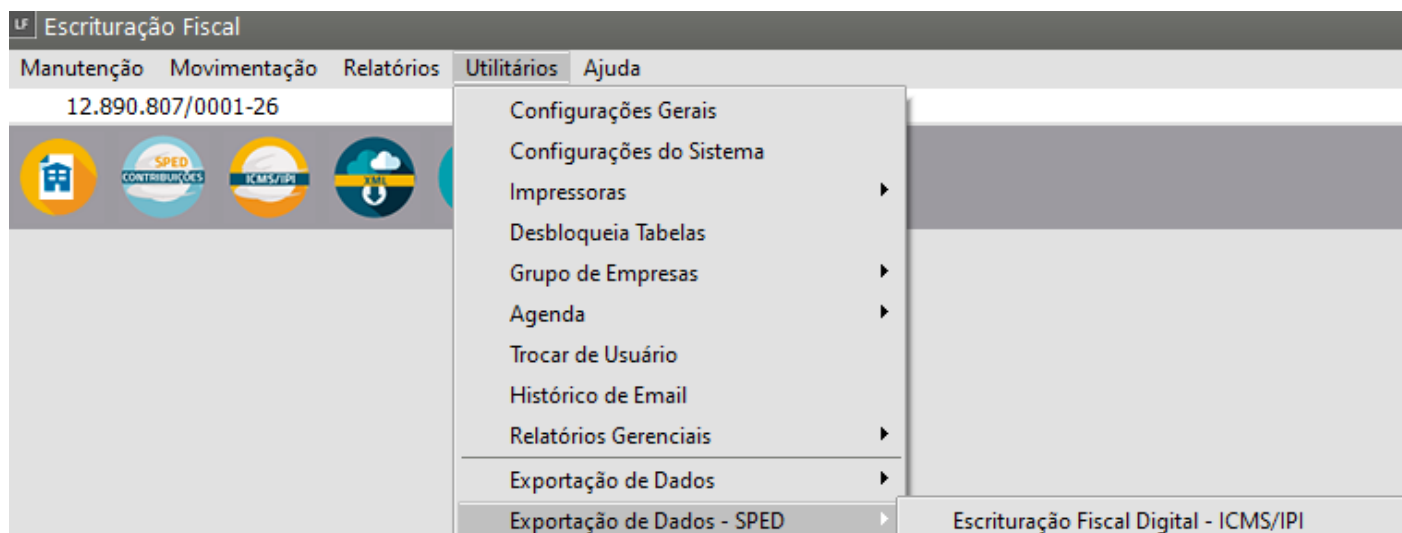 LF Escrituração Fiscal
Manutenção Movimentação Relatórios Utilitários Ajuda
12.890.807/0001-26
SPED
CONTRIBUIÇÕES
ICMS/IPI
XML
Configurações Gerais
Configurações do Sistema
Impressoras
Desbloqueia Tabelas
Grupo de Empresas
Agenda
Trocar de Usuário
Histórico de Email
Relatórios Gerenciais
Exportação de Dados
Exportação de Dados - SPED
Escrituração Fiscal Digital - ICMS/IPI